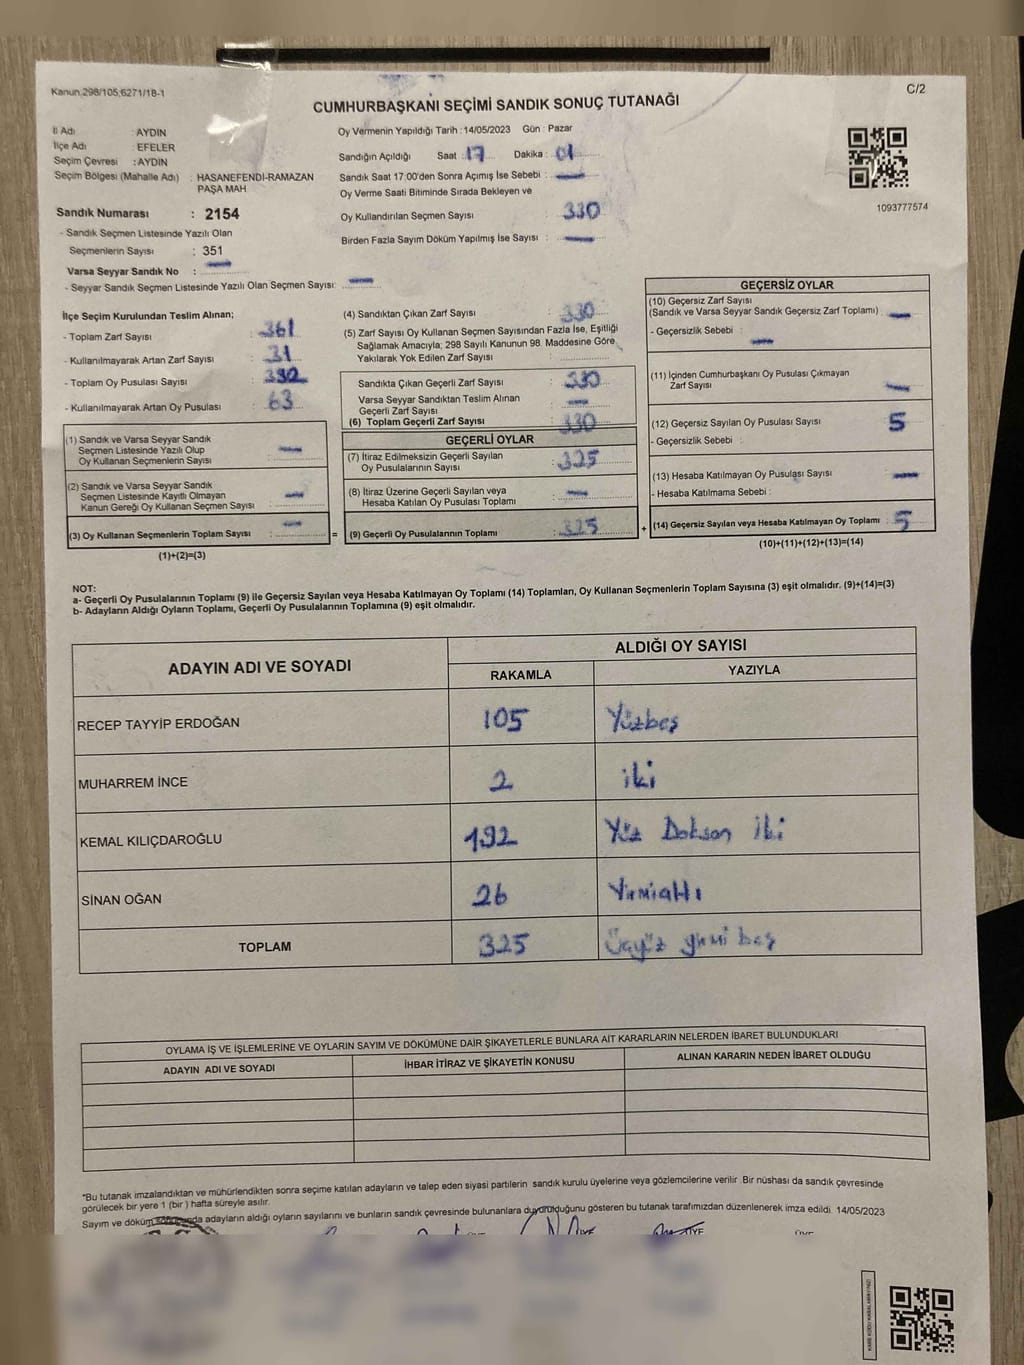 Kanun,298/105;6271/18-1
C/2
CUMHURBAŞKANI SEÇİMİ SANDIK SONUÇ TUTANAĞI
İl Adı : AYDIN
İlçe Adı : EFELER
Seçim Çevresi : AYDIN
Seçim Bölgesi (Mahalle Adı) : HASANEFENDI-RAMAZAN
PAŞA MAH
Sandık Numarası : 2154
- Sandık Seçmen Listesinde Yazılı Olan
Seçmenlerin Sayısı : 351
Varsa Seyyar Sandık No :
- Seyyar Sandık Seçmen Listesinde Yazılı Olan Seçmen Sayısı:
Oy Vermenin Yapıldığı Tarih : 14/05/2023 Gün : Pazar
Sandığın Açıldığı Saat : 17 Dakika : 01
Sandık Saat 17:00'den Sonra Açımış İse Sebebi :
Oy Verme Saati Bitiminde Sırada Bekleyen ve
Oy Kullandırılan Seçmen Sayısı : 330
Birden Fazla Sayım Döküm Yapılmış İse Sayısı :
1093777574
İlçe Seçim Kurulundan Teslim Alınan;
- Toplam Zarf Sayısı : 361
- Kullanılmayarak Artan Zarf Sayısı : 31
- Toplam Oy Pusulası Sayısı :
- Kullanılmayarak Artan Oy Pusulası : 63
(1) Sandık ve Varsa Seyyar Sandık
Seçmen Listesinde Yazılı Olup
Oy Kullanan Seçmenlerin Sayısı :
(2) Sandık ve Varsa Seyyar Sandık
Seçmen Listesinde Kayıtlı Olmayan
Kanun Gereği Oy Kullanan Seçmen Sayısı :
(3) Oy Kullanan Seçmenlerin Toplam Sayısı :
(1)+(2)=(3)
(4) Sandıktan Çıkan Zarf Sayısı : 330
(5) Zarf Sayısı Oy Kullanan Seçmen Sayısından Fazla İse, Eşitliği
Sağlamak Amacıyla; 298 Sayılı Kanunun 98. Maddesine Göre
Yakılarak Yok Edilen Zarf Sayısı :
Sandıkta Çıkan Geçerli Zarf Sayısı : 330
Varsa Seyyar Sandıktan Teslim Alınan
Geçerli Zarf Sayısı :
(6) Toplam Geçerli Zarf Sayısı : 330
GEÇERLİ OYLAR
(7) İtiraz Edilmeksizin Geçerli Sayılan
Oy Pusulalarının Sayısı : 325
(8) İtiraz Üzerine Geçerli Sayılan veya
Hesaba Katılan Oy Pusulası Toplamı :
= (9) Geçerli Oy Pusulalarının Toplamı : 325
GEÇERSİZ OYLAR
(10) Geçersiz Zarf Sayısı
(Sandık ve Varsa Seyyar Sandık Geçersiz Zarf Toplamı) :
- Geçersizlik Sebebi :
(11) İçinden Cumhurbaşkanı Oy Pusulası Çıkmayan
Zarf Sayısı :
(12) Geçersiz Sayılan Oy Pusulası Sayısı : 5
- Geçersizlik Sebebi :
(13) Hesaba Katılmayan Oy Pusulası Sayısı :
- Hesaba Katılmama Sebebi :
+ (14) Geçersiz Sayılan veya Hesaba Katılmayan Oy Toplamı : 5
(10)+(11)+(12)+(13)=(14)
NOT:
a- Geçerli Oy Pusulalarının Toplamı (9) ile Geçersiz Sayılan veya Hesaba Katılmayan Oy Toplamı (14) Toplamları, Oy Kullanan Seçmenlerin Toplam Sayısına (3) eşit olmalıdır. (9)+(14)=(3)
b- Adayların Aldığı Oyların Toplamı, Geçerli Oy Pusulalarının Toplamına (9) eşit olmalıdır.
ADAYIN ADI VE SOYADI
ALDIĞI OY SAYISI
RAKAMLA YAZIYLA
RECEP TAYYİP ERDOĞAN 105 Yüzbeş
MUHARREM İNCE 2 iki
KEMAL KILIÇDAROĞLU 192 Yüz Doksan İki
SİNAN OĞAN 26 Yirmialtı
TOPLAM 325 Üçyüz yirmi beş
OYLAMA İŞ VE İŞLEMLERİNE VE OYLARIN SAYIM VE DÖKÜMÜNE DAİR ŞİKAYETLERLE BUNLARA AİT KARARLARIN NELERDEN İBARET BULUNDUKLARI
ADAYIN ADI VE SOYADI İHBAR İTİRAZ VE ŞİKAYETİN KONUSU ALINAN KARARIN NEDEN İBARET OLDUĞU
*Bu tutanak imzalandıktan ve mühürlendikten sonra seçime katılan adayların ve talep eden siyasi partilerin sandık kurulu üyelerine veya gözlemcilerine verilir. Bir nüshası da sandık çevresinde
görülecek bir yere 1 (bir ) hafta süreyle asılır.
Sayım ve döküm sonucunda adayların aldığı oyların sayılarını ve bunların sandık çevresinde bulunanlara duyurulduğunu gösteren bu tutanak tarafımızdan düzenlenerek imza edildi. 14/05/2023